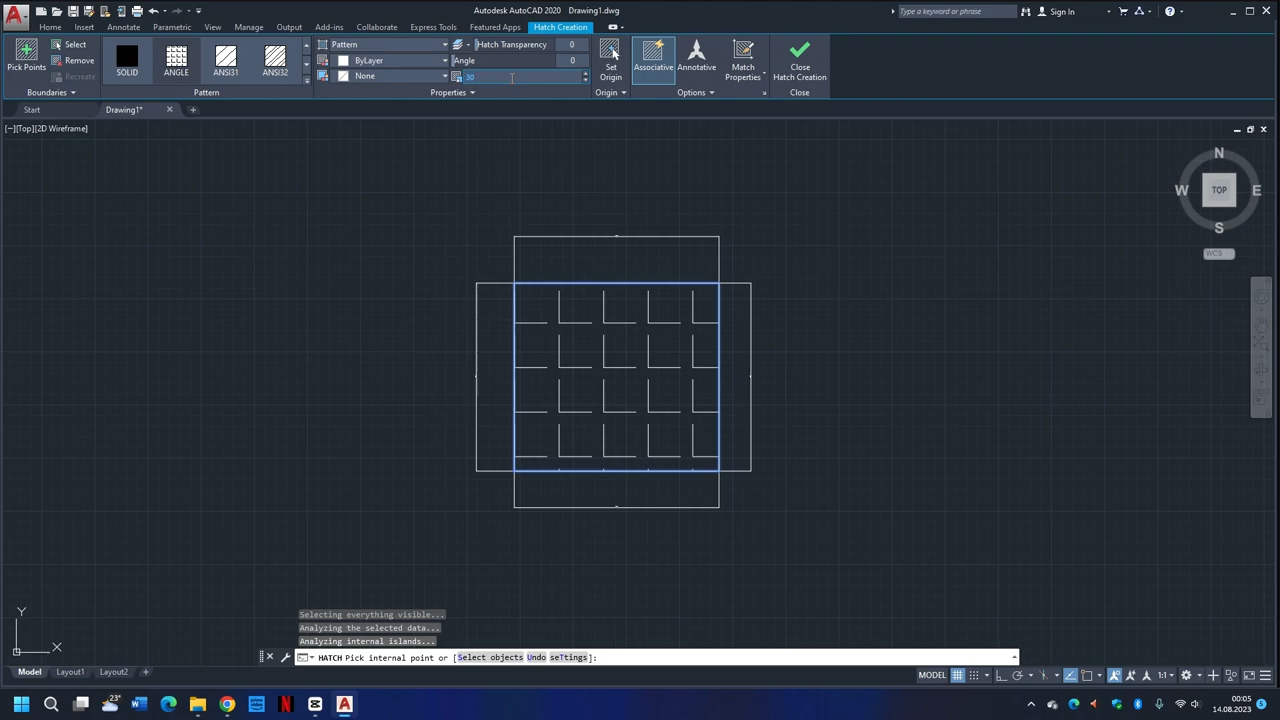 Autodesk AutoCAD 2020 Drawing1.dwg
Type a keyword or phrase
Sign In
Home Insert Annotate Parametric View Manage Output Add-ins Collaborate Express Tools Featured Apps Hatch Creation
Pick Points
Select
Remove
Recreate
Boundaries
SOLID
ANGLE
ANSI31
ANSI32
Pattern
Pattern
ByLayer
None
Hatch Transparency 0
Angle 0
30
Properties
Set
Origin
Origin
Associative
Annotative
Match
Properties
Options
Close
Hatch Creation
Close
Start
Drawing1*
[−][Top][2D Wireframe]
N
W
TOP
E
S
WCS
Y
X
Selecting everything visible...
Analyzing the selected data...
Analyzing internal islands...
HATCH Pick internal point or [Select objects Undo seTtings]:
Model
Layout1
Layout2
MODEL
1:1
23°
00:05
14.08.2023